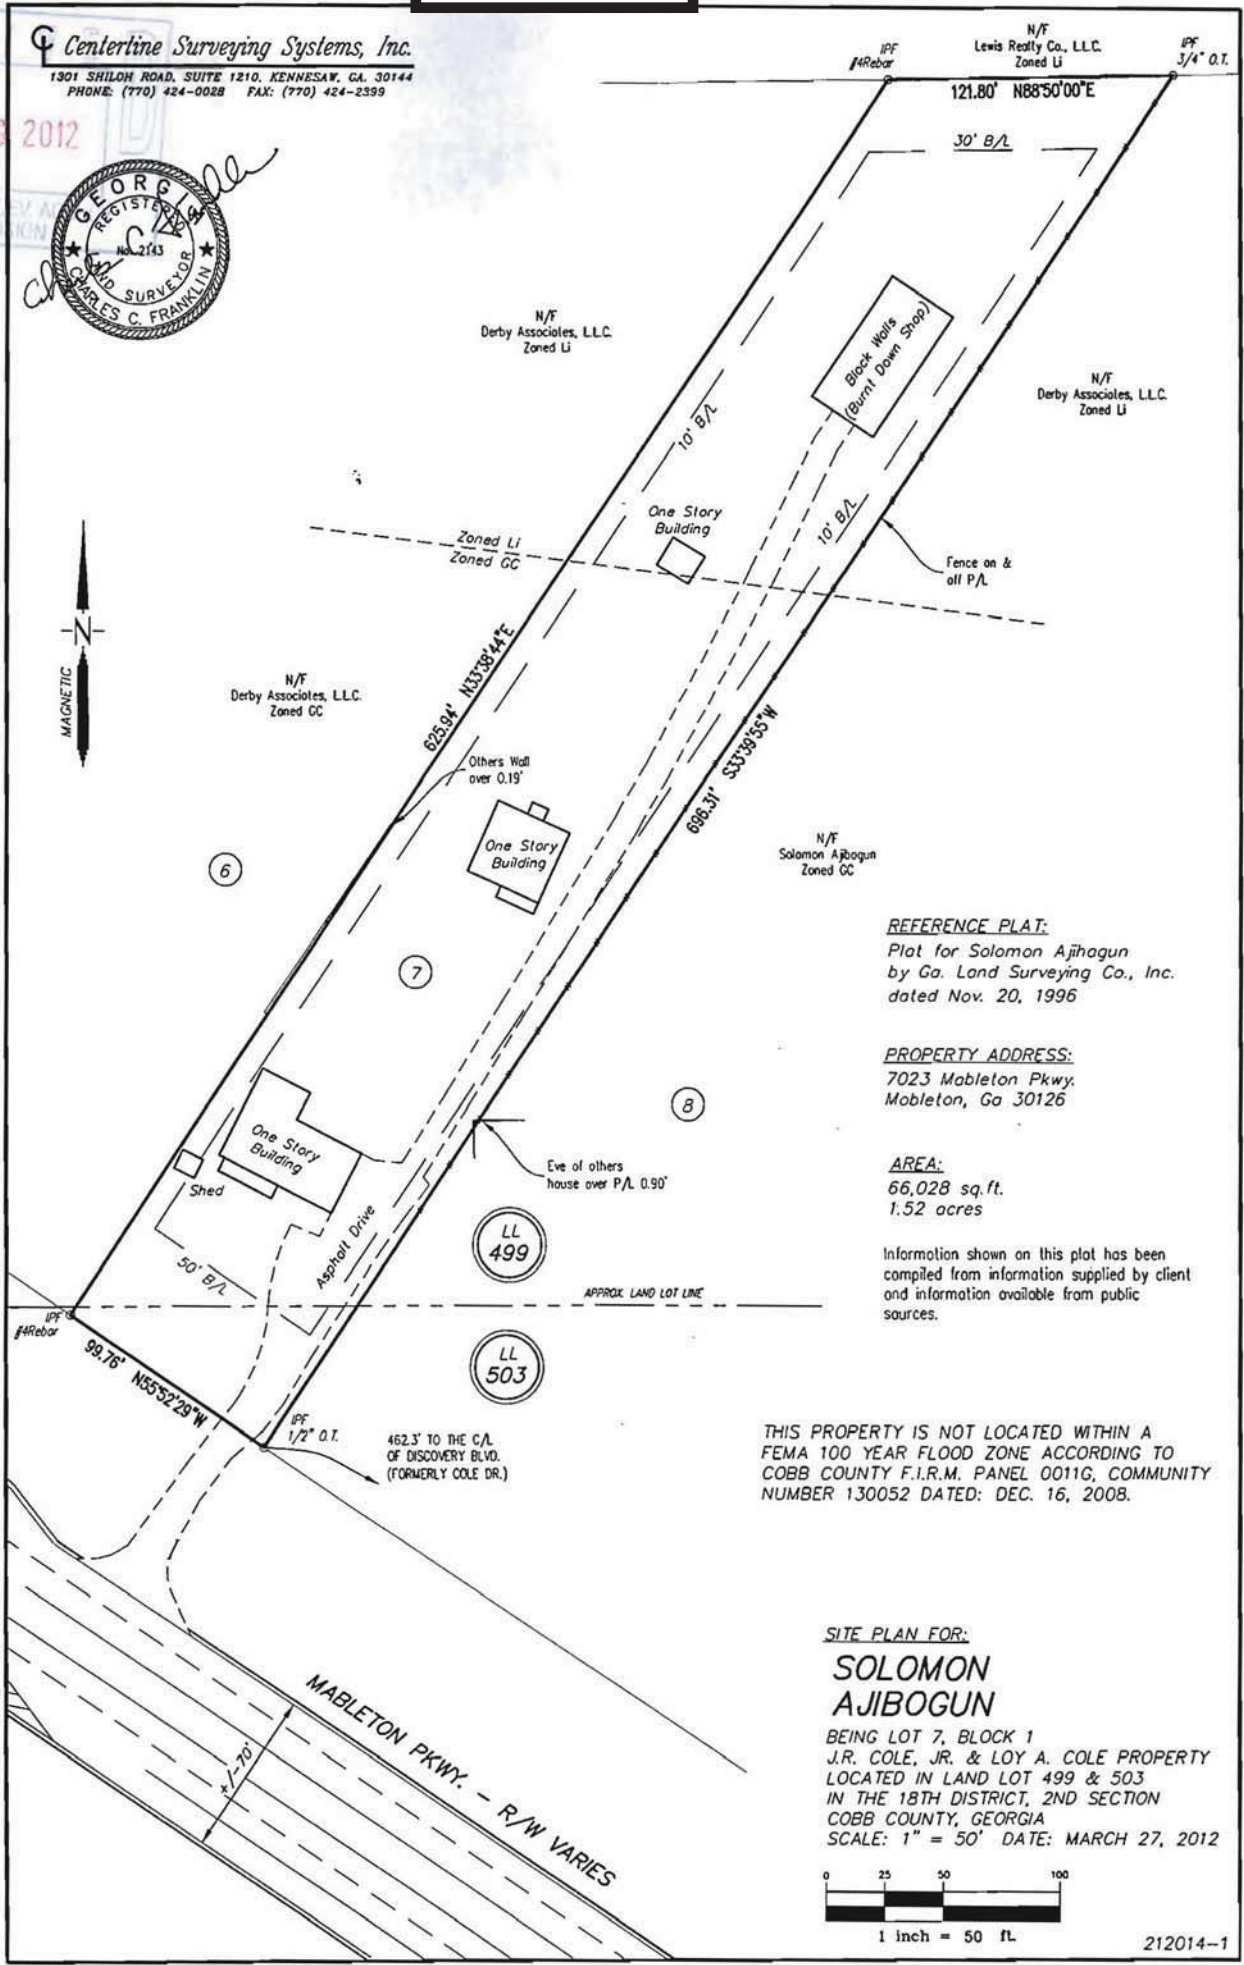 CL Centerline Surveying Systems, Inc.
1301 SHILOH ROAD, SUITE 1210, KENNESAW, GA. 30144
PHONE: (770) 424-0028 FAX: (770) 424-2399
2012
GEORGIA
REGISTERED
No. 2143
LAND SURVEYOR
CHARLES C. FRANKLIN
IPF
#4Rebar
N/F
Lewis Realty Co., L.L.C.
Zoned Li
IPF
3/4" O.T.
121.80' N88°50'00"E
30' B/L
N/F
Derby Associates, L.L.C.
Zoned Li
Block Walls
(Burnt Down Shop)
N/F
Derby Associates, L.L.C.
Zoned Li
10' B/L
One Story
Building
10' B/L
Zoned Li
Zoned GC
Fence on &
off P/L
N
MAGNETIC
N/F
Derby Associates, L.L.C.
Zoned GC
625.94' N33°38'44"E
696.31' S33°39'55"W
Others Wall
over 0.19'
One Story
Building
N/F
Solomon Ajibogun
Zoned GC
6
7
8
REFERENCE PLAT:
Plat for Solomon Ajihogun
by Ga. Land Surveying Co., Inc.
dated Nov. 20, 1996
PROPERTY ADDRESS:
7023 Mableton Pkwy.
Mobleton, Ga 30126
AREA:
66,028 sq.ft.
1.52 acres
Information shown on this plat has been
compiled from information supplied by client
and information available from public
sources.
One Story
Building
Shed
Eve of others
house over P/L 0.90'
50' B/L
Asphalt Drive
LL
499
APPROX. LAND LOT LINE
LL
503
IPF
#4Rebar
99.76' N55°52'29"W
IPF
1/2" O.T.
462.3' TO THE C/L
OF DISCOVERY BLVD.
(FORMERLY COLE DR.)
THIS PROPERTY IS NOT LOCATED WITHIN A
FEMA 100 YEAR FLOOD ZONE ACCORDING TO
COBB COUNTY F.I.R.M. PANEL 0011G, COMMUNITY
NUMBER 130052 DATED: DEC. 16, 2008.
MABLETON PKWY. - R/W VARIES
+/-70'
SITE PLAN FOR:
SOLOMON
AJIBOGUN
BEING LOT 7, BLOCK 1
J.R. COLE, JR. & LOY A. COLE PROPERTY
LOCATED IN LAND LOT 499 & 503
IN THE 18TH DISTRICT, 2ND SECTION
COBB COUNTY, GEORGIA
SCALE: 1" = 50' DATE: MARCH 27, 2012
0 25 50 100
1 inch = 50 ft.
212014-1